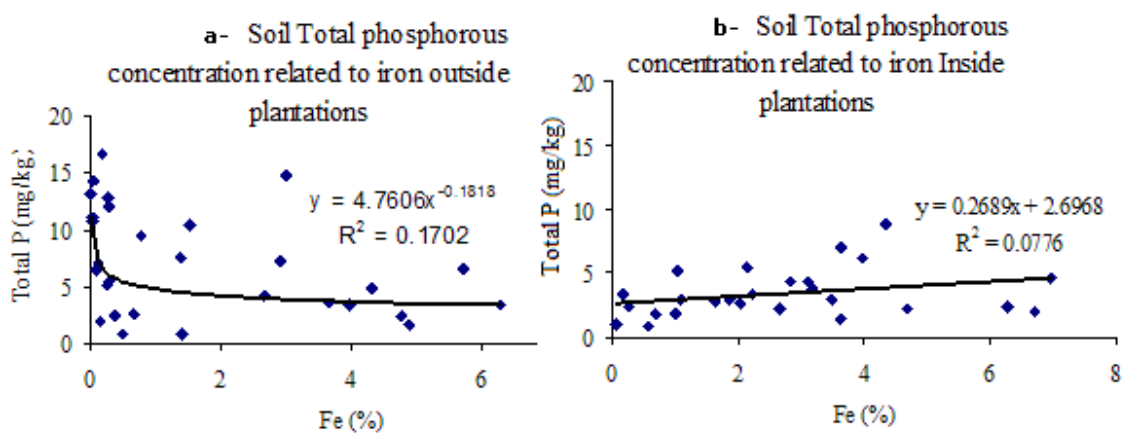 a- Soil Total phosphorous
concentration related to iron outside
plantations
20
15
10
5
0
Total P (mg/kg)
y = 4.7606x^-0.1818
R² = 0.1702
0 2 4 6
Fe (%)
b- Soil Total phosphorous
concentration related to iron Inside
plantations
20
15
10
5
0
Total P (mg/kg)
y = 0.2689x + 2.6968
R² = 0.0776
0 2 4 6 8
Fe (%)